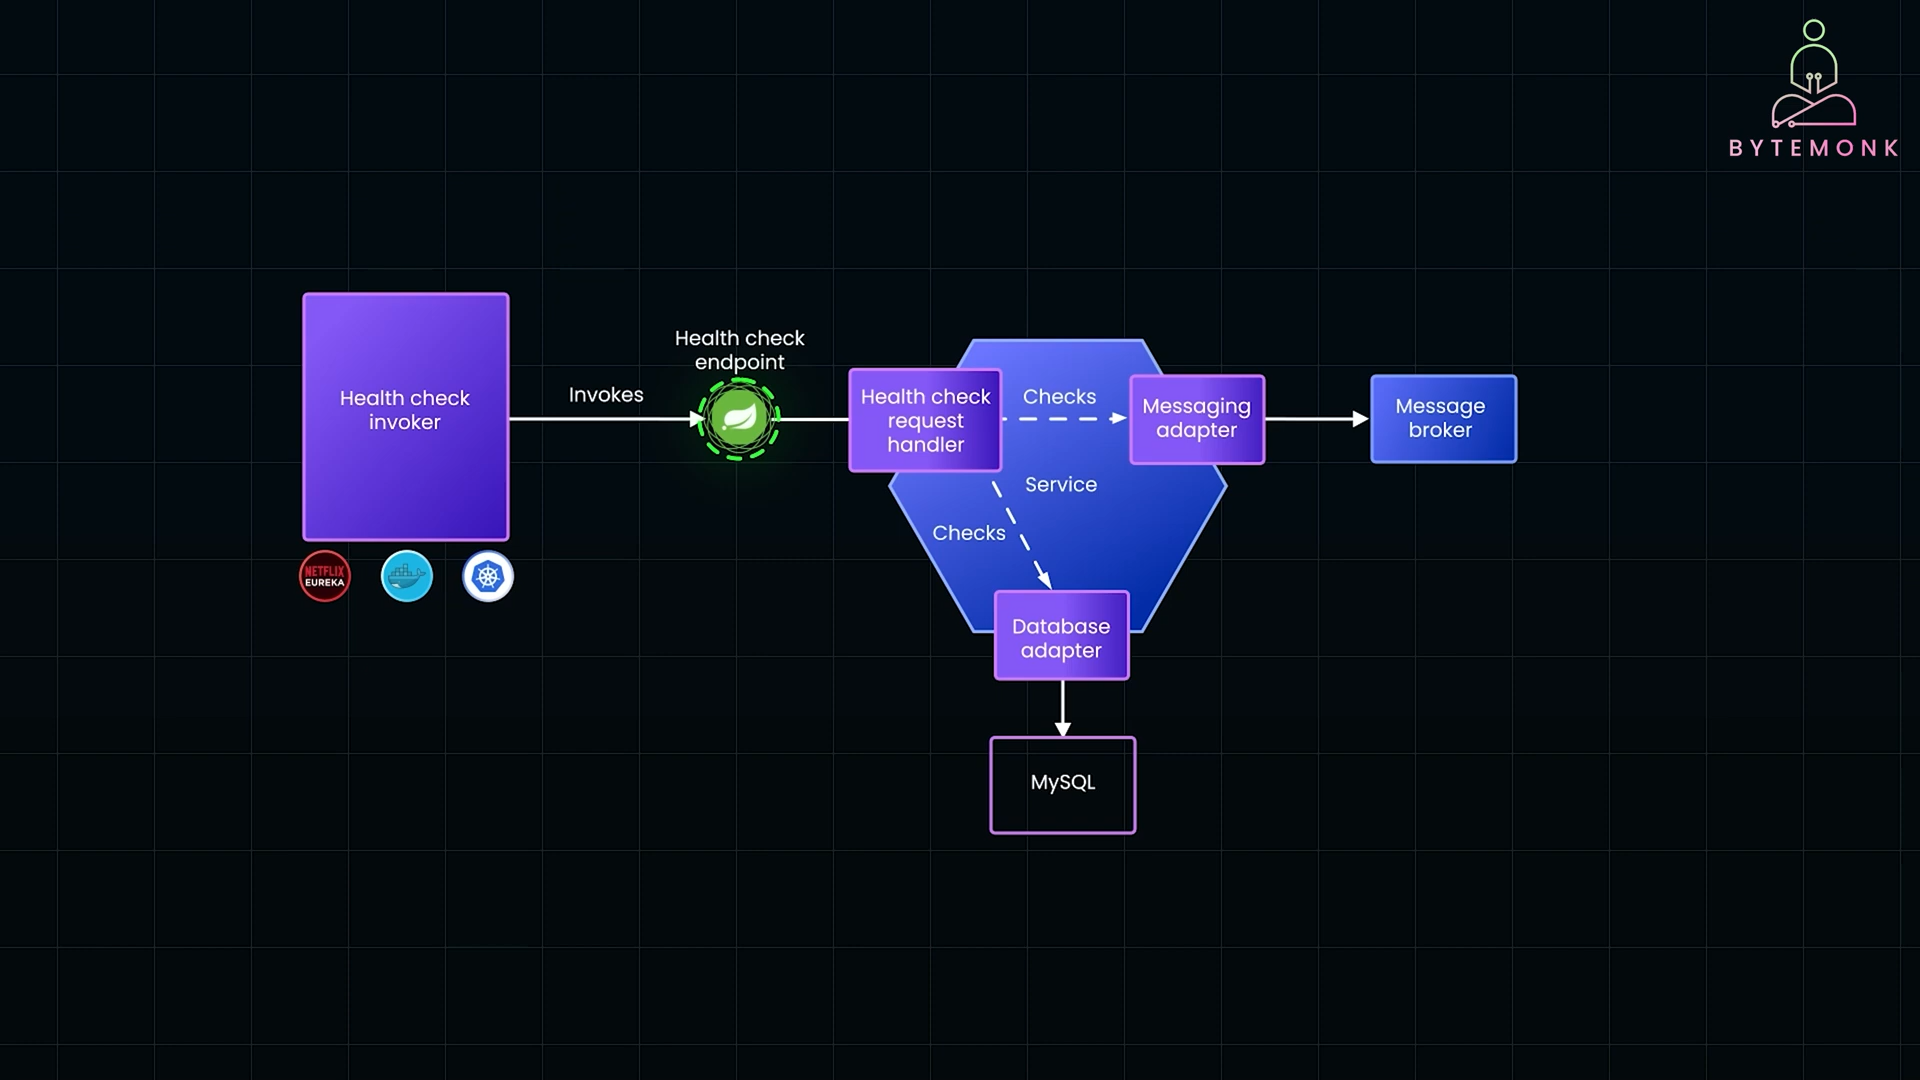 BYTEMONK
Health check
invoker
NETFLIX
EUREKA
Invokes
Health check
endpoint
Health check
request
handler
Checks
Messaging
adapter
Message
broker
Service
Checks
Database
adapter
MySQL